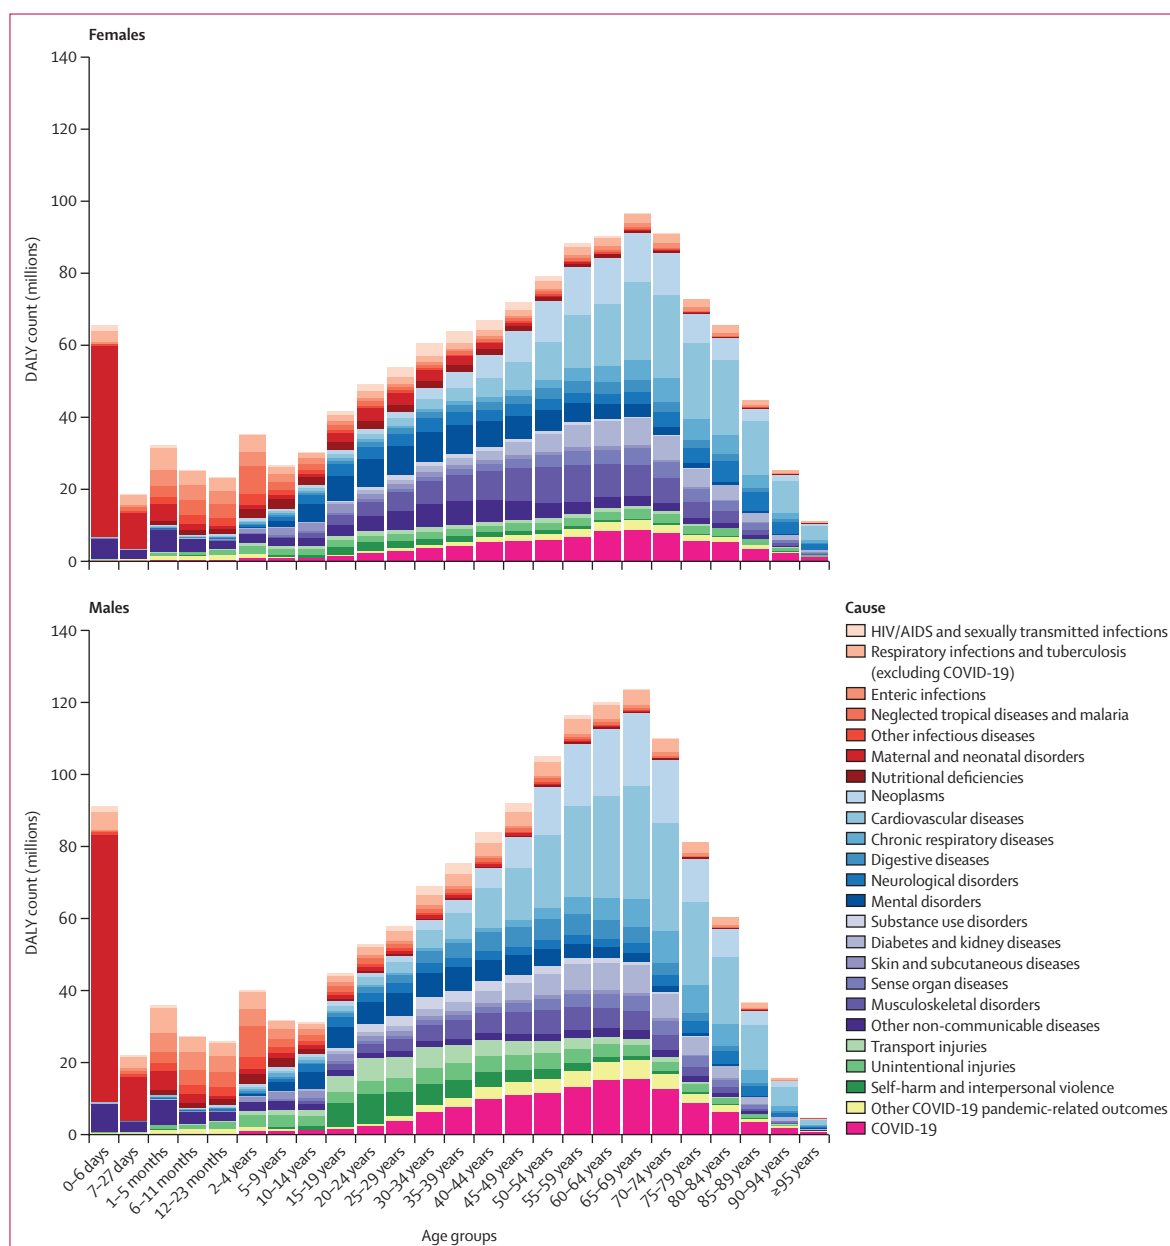 Females
140
120
100
80
60
40
20
0
DALY count (millions)
Males
140
120
100
80
60
40
20
0
DALY count (millions)
0–6 days
7–27 days
1–5 months
6–11 months
12–23 months
2–4 years
5–9 years
10–14 years
15–19 years
20–24 years
25–29 years
30–34 years
35–39 years
40–44 years
45–49 years
50–54 years
55–59 years
60–64 years
65–69 years
70–74 years
75–79 years
80–84 years
85–89 years
90–94 years
≥95 years
Age groups
Cause
HIV/AIDS and sexually transmitted infections
Respiratory infections and tuberculosis
(excluding COVID-19)
Enteric infections
Neglected tropical diseases and malaria
Other infectious diseases
Maternal and neonatal disorders
Nutritional deficiencies
Neoplasms
Cardiovascular diseases
Chronic respiratory diseases
Digestive diseases
Neurological disorders
Mental disorders
Substance use disorders
Diabetes and kidney diseases
Skin and subcutaneous diseases
Sense organ diseases
Musculoskeletal disorders
Other non-communicable diseases
Transport injuries
Unintentional injuries
Self-harm and interpersonal violence
Other COVID-19 pandemic-related outcomes
COVID-19